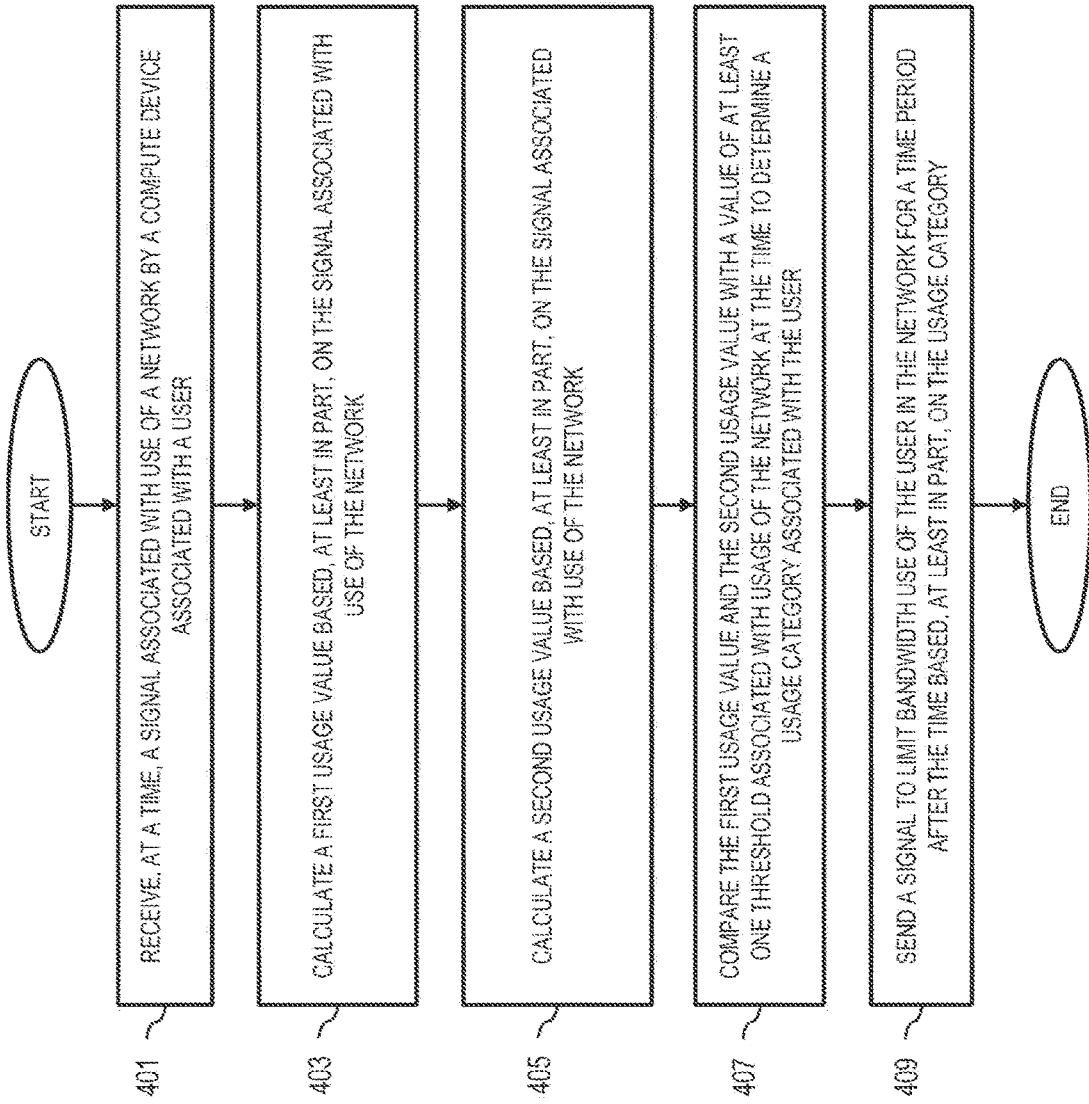 START
401
RECEIVE, AT A TIME, A SIGNAL ASSOCIATED WITH USE OF A NETWORK BY A COMPUTE DEVICE
ASSOCIATED WITH A USER
403
CALCULATE A FIRST USAGE VALUE BASED, AT LEAST IN PART, ON THE SIGNAL ASSOCIATED WITH
USE OF THE NETWORK
405
CALCULATE A SECOND USAGE VALUE BASED, AT LEAST IN PART, ON THE SIGNAL ASSOCIATED
WITH USE OF THE NETWORK
407
COMPARE THE FIRST USAGE VALUE AND THE SECOND USAGE VALUE WITH A VALUE OF AT LEAST
ONE THRESHOLD ASSOCIATED WITH USAGE OF THE NETWORK AT THE TIME TO DETERMINE A
USAGE CATEGORY ASSOCIATED WITH THE USER
409
SEND A SIGNAL TO LIMIT BANDWIDTH USE OF THE USER IN THE NETWORK FOR A TIME PERIOD
AFTER THE TIME BASED, AT LEAST IN PART, ON THE USAGE CATEGORY
END